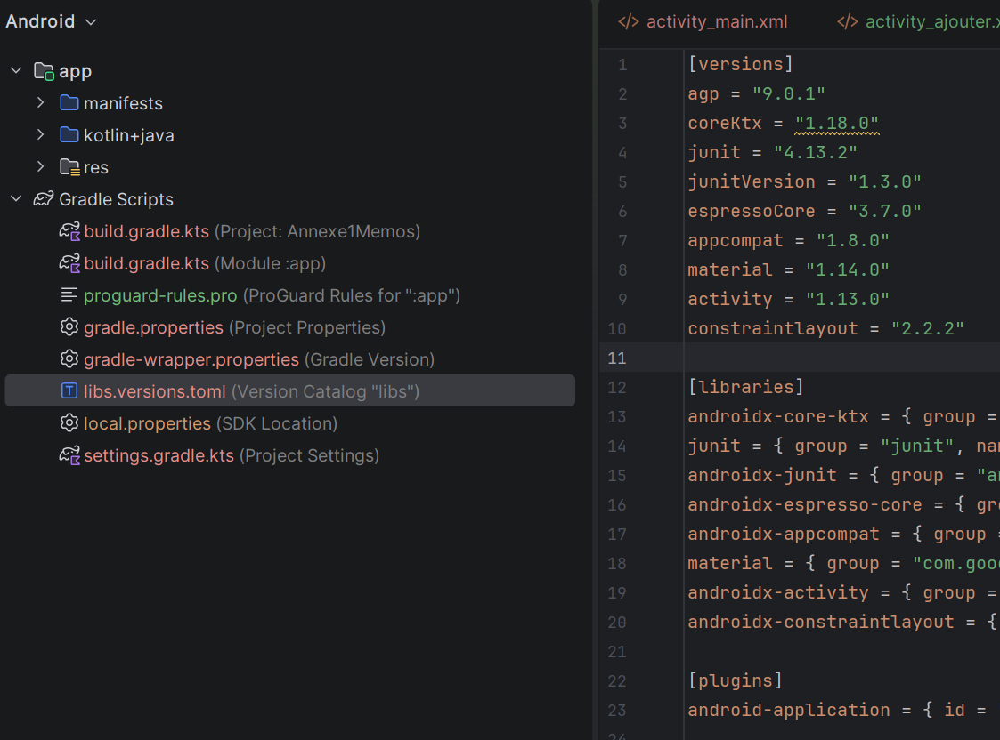 Android
app
manifests
kotlin+java
res
Gradle Scripts
build.gradle.kts (Project: Annexe1Memos)
build.gradle.kts (Module :app)
proguard-rules.pro (ProGuard Rules for ":app")
gradle.properties (Project Properties)
gradle-wrapper.properties (Gradle Version)
libs.versions.toml (Version Catalog "libs")
local.properties (SDK Location)
settings.gradle.kts (Project Settings)
</> activity_main.xml </> activity_ajouter.x
1 [versions]
2 agp = "9.0.1"
3 coreKtx = "1.18.0"
4 junit = "4.13.2"
5 junitVersion = "1.3.0"
6 espressoCore = "3.7.0"
7 appcompat = "1.8.0"
8 material = "1.14.0"
9 activity = "1.13.0"
10 constraintlayout = "2.2.2"
11
12 [libraries]
13 androidx-core-ktx = { group =
14 junit = { group = "junit", nam
15 androidx-junit = { group = "an
16 androidx-espresso-core = { gro
17 androidx-appcompat = { group =
18 material = { group = "com.goo
19 androidx-activity = { group =
20 androidx-constraintlayout = {
21
22 [plugins]
23 android-application = { id =
24